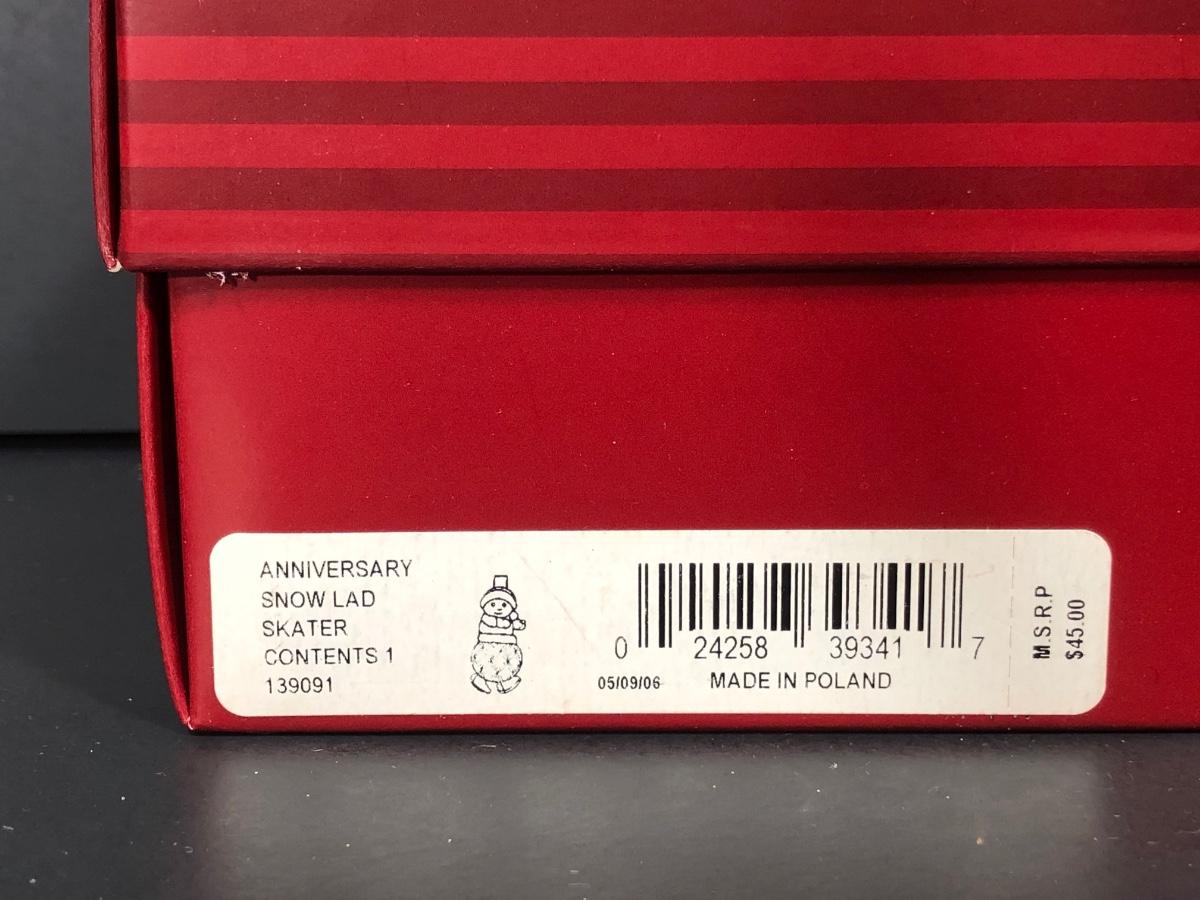 ANNIVERSARY
SNOW LAD
SKATER
CONTENTS 1
139091
0 24258 39341 7
05/09/06 MADE IN POLAND
M.S.R.P
$45.00